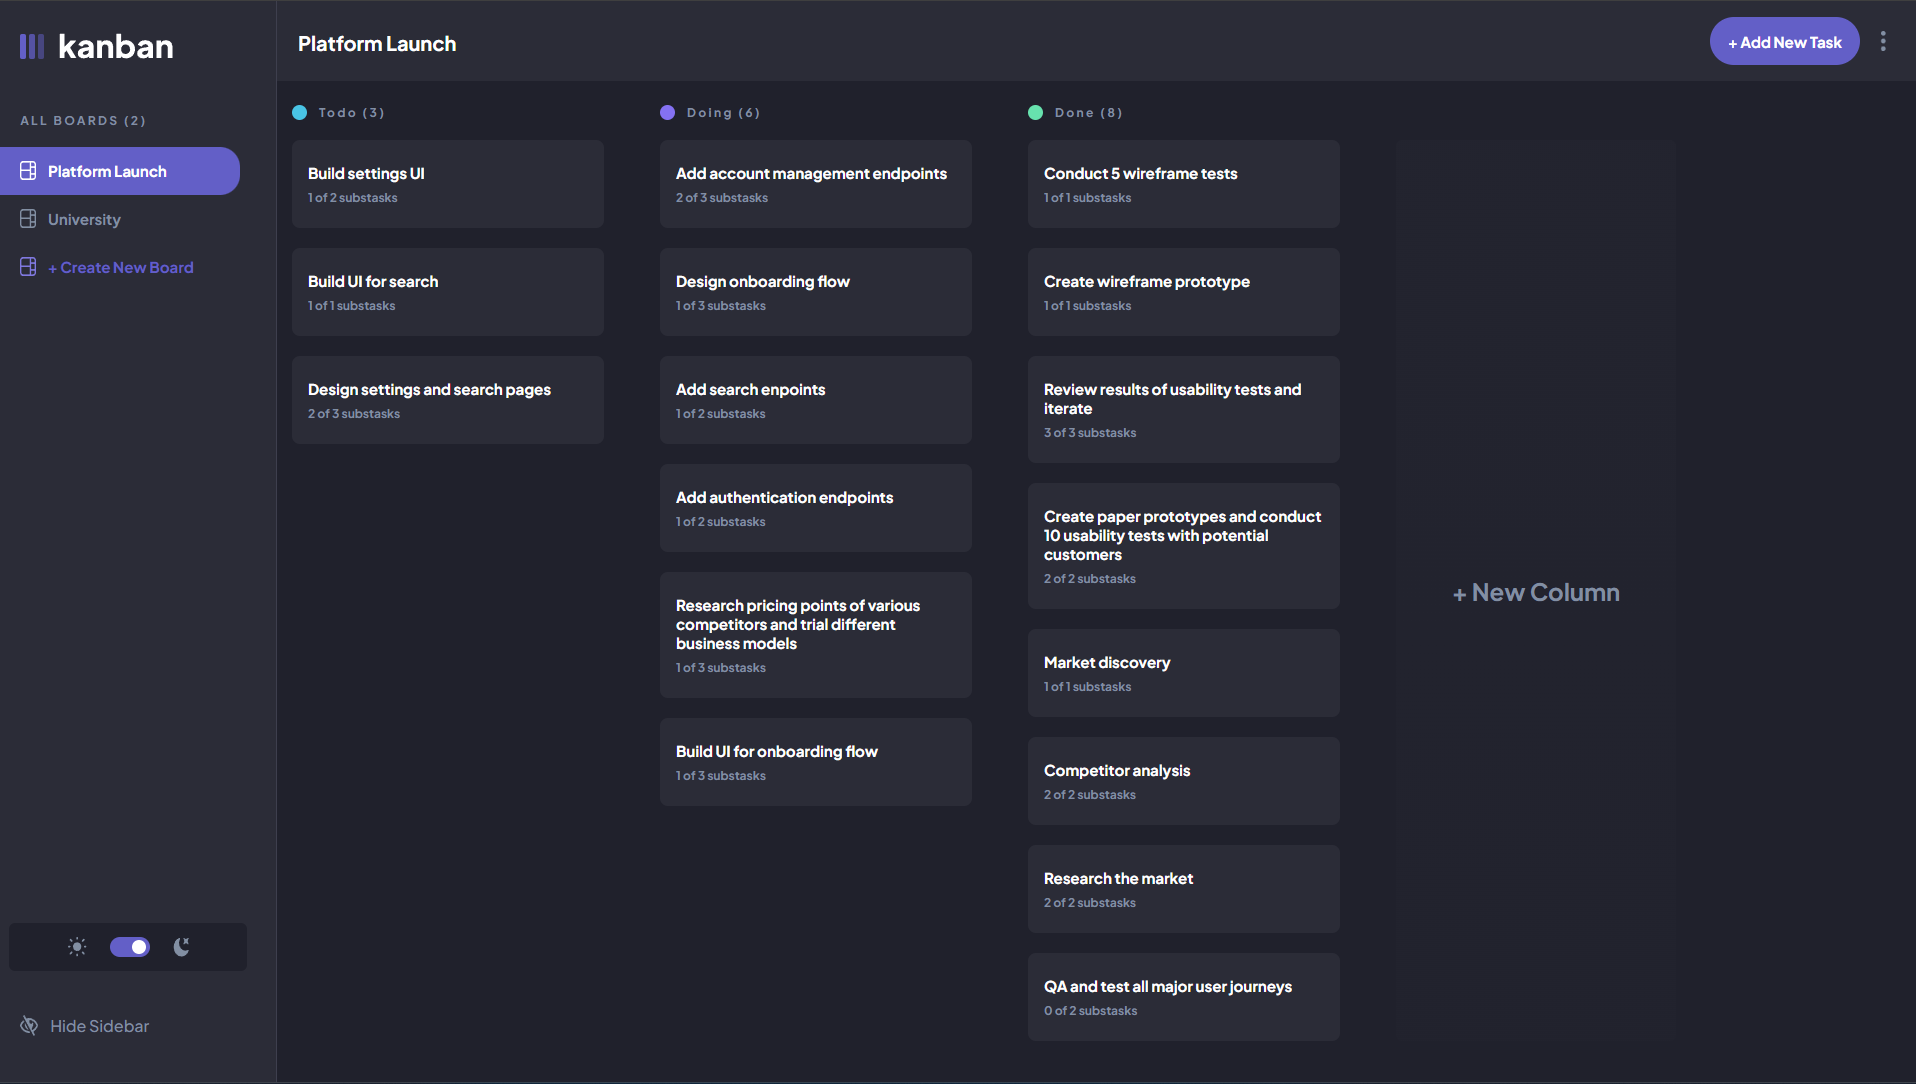 kanban
ALL BOARDS (2)
Platform Launch
University
+ Create New Board
Hide Sidebar
Platform Launch
+ Add New Task
Todo (3)
Build settings UI
1 of 2 substasks
Build UI for search
1 of 1 substasks
Design settings and search pages
2 of 3 substasks
Doing (6)
Add account management endpoints
2 of 3 substasks
Design onboarding flow
1 of 3 substasks
Add search enpoints
1 of 2 substasks
Add authentication endpoints
1 of 2 substasks
Research pricing points of various
competitors and trial different
business models
1 of 3 substasks
Build UI for onboarding flow
1 of 3 substasks
Done (8)
Conduct 5 wireframe tests
1 of 1 substasks
Create wireframe prototype
1 of 1 substasks
Review results of usability tests and
iterate
3 of 3 substasks
Create paper prototypes and conduct
10 usability tests with potential
customers
2 of 2 substasks
Market discovery
1 of 1 substasks
Competitor analysis
2 of 2 substasks
Research the market
2 of 2 substasks
QA and test all major user journeys
0 of 2 substasks
+ New Column